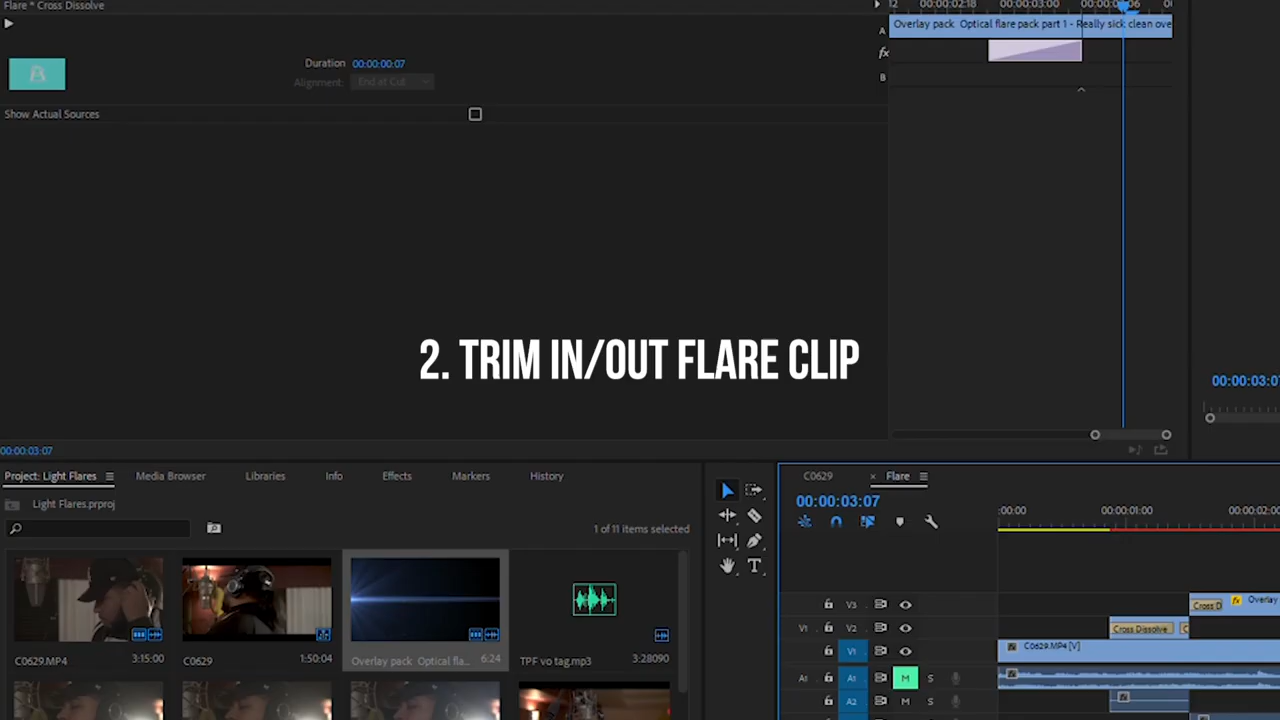 Flare * Cross Dissolve
00:00:02:18
00:00:03:00
A
Overlay pack Optical flare pack part 1 - Really sick clean ove
fx
B
Duration
00:00:00:07
Alignment:
End at Cut
Show Actual Sources
2. TRIM IN/OUT FLARE CLIP
00:00:03:07
00:00:03:07
Project: Light Flares
Media Browser
Libraries
Info
Effects
Markers
History
Light Flares.prproj
1 of 11 items selected
C0629.MP4
3:15:00
C0629
1:50:04
Overlay pack Optical fla...
6:24
TPF vo tag.mp3
3:28090
C0629
×
Flare
00:00:03:07
:00:00
00:00:01:00
00:00:02:00
V3
Cross D
fx
Overlay
V1
V2
Cross Dissolve
C
V1
C0629.MP4 [V]
A1
A1
M
S
A2
M
S